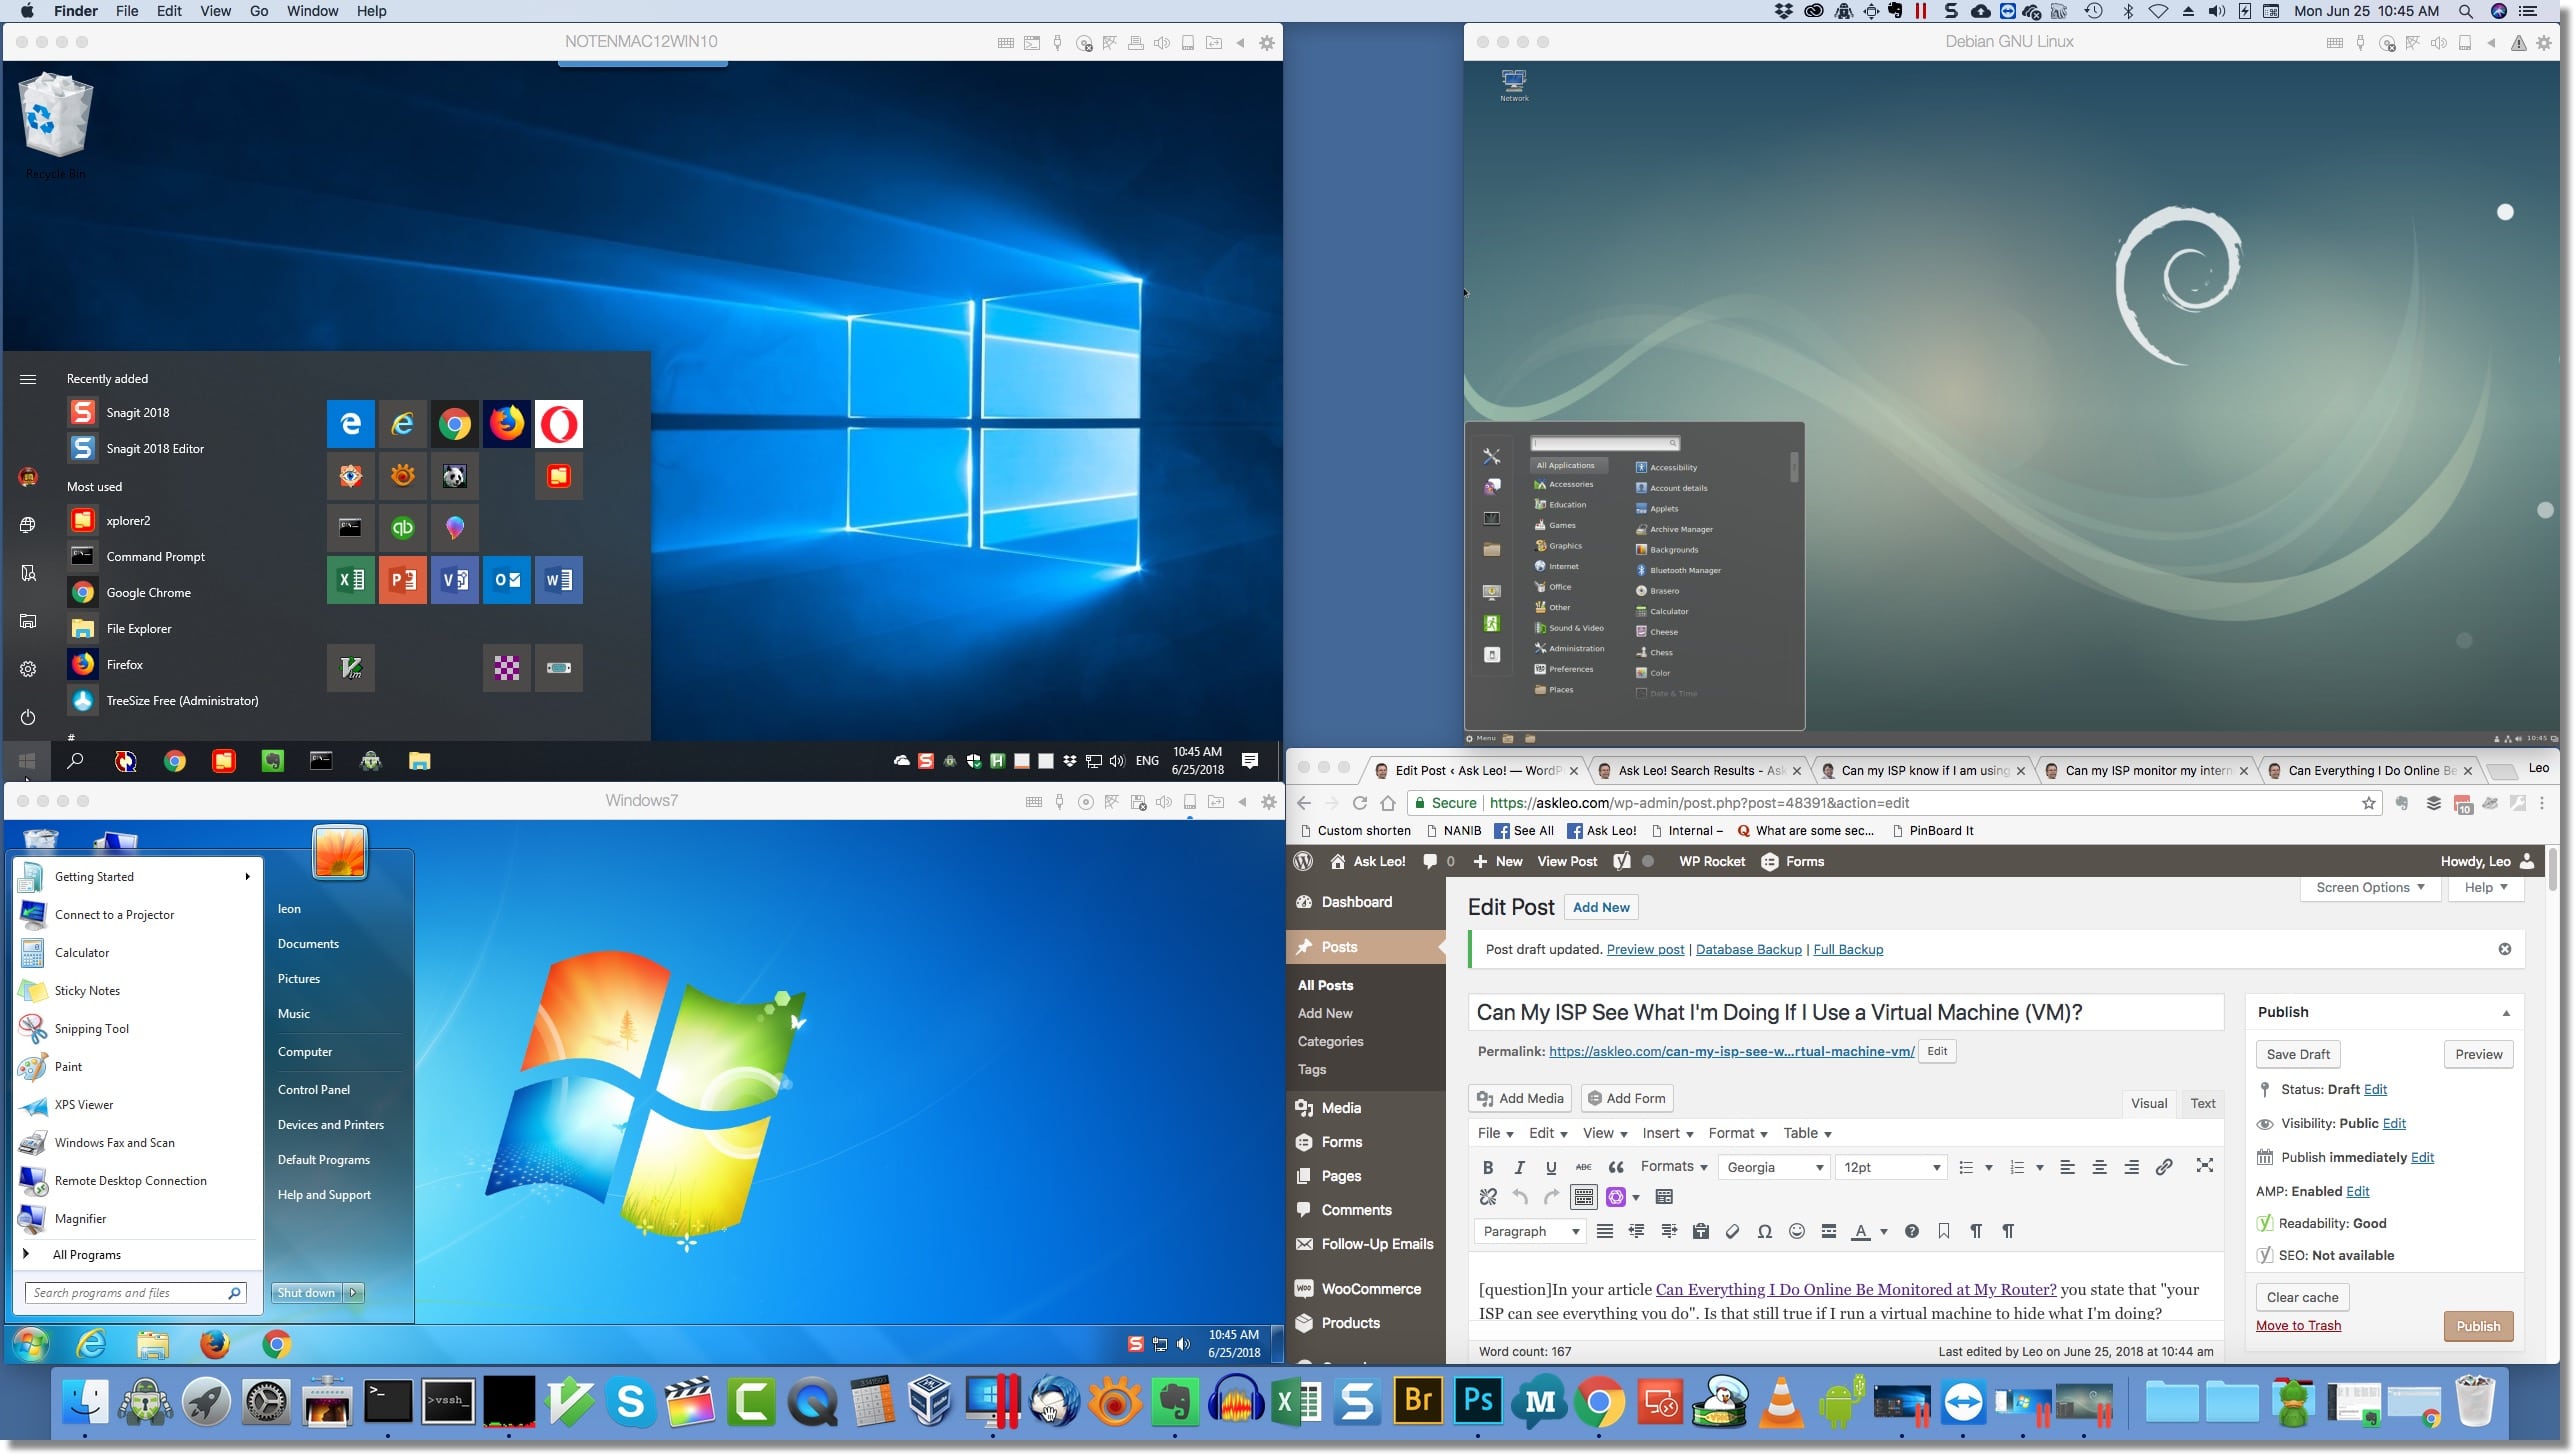 Finder File Edit View Go Window Help
Mon Jun 25 10:45 AM
NOTENMAC12WIN10
Recycle Bin
Recently added
Snagit 2018
Snagit 2018 Editor
Most used
xplorer2
Command Prompt
Google Chrome
File Explorer
Firefox
TreeSize Free (Administrator)
#
ENG
10:45 AM
6/25/2018
Debian GNU Linux
Network
All Applications
Accessories
Education
Games
Graphics
Internet
Office
Other
Sound & Video
Administration
Preferences
Places
Accessibility
Account details
Applets
Archive Manager
Backgrounds
Bluetooth Manager
Brasero
Calculator
Cheese
Chess
Color
Date & Time
Menu
10:45
Windows7
Getting Started
Connect to a Projector
Calculator
Sticky Notes
Snipping Tool
Paint
XPS Viewer
Windows Fax and Scan
Remote Desktop Connection
Magnifier
All Programs
Search programs and files
leon
Documents
Pictures
Music
Computer
Control Panel
Devices and Printers
Default Programs
Help and Support
Shut down
10:45 AM
6/25/2018
Edit Post ‹ Ask Leo! — WordP
Ask Leo! Search Results - Ask
Can my ISP know if I am using
Can my ISP monitor my intern
Can Everything I Do Online Be
Leo
Secure https://askleo.com/wp-admin/post.php?post=48391&action=edit
10
Custom shorten NANIB See All Ask Leo! Internal – What are some sec... PinBoard It
Ask Leo! 0 New View Post WP Rocket Forms Howdy, Leo
Screen Options Help
Dashboard
Posts
All Posts
Add New
Categories
Tags
Media
Forms
Pages
Comments
Follow-Up Emails
WooCommerce
Products
Edit Post Add New
Post draft updated. Preview post | Database Backup | Full Backup
Can My ISP See What I'm Doing If I Use a Virtual Machine (VM)?
Permalink: https://askleo.com/can-my-isp-see-w...rtual-machine-vm/ Edit
Add Media Add Form
Visual Text
File Edit View Insert Format Table
B I U ABC Formats Georgia 12pt
Paragraph
[question]In your article Can Everything I Do Online Be Monitored at My Router? you state that "your
ISP can see everything you do". Is that still true if I run a virtual machine to hide what I'm doing?
Word count: 167
Last edited by Leo on June 25, 2018 at 10:44 am
Publish
Save Draft Preview
Status: Draft Edit
Visibility: Public Edit
Publish immediately Edit
AMP: Enabled Edit
Readability: Good
SEO: Not available
Clear cache
Move to Trash
Publish
>vssh_
Br
Ps